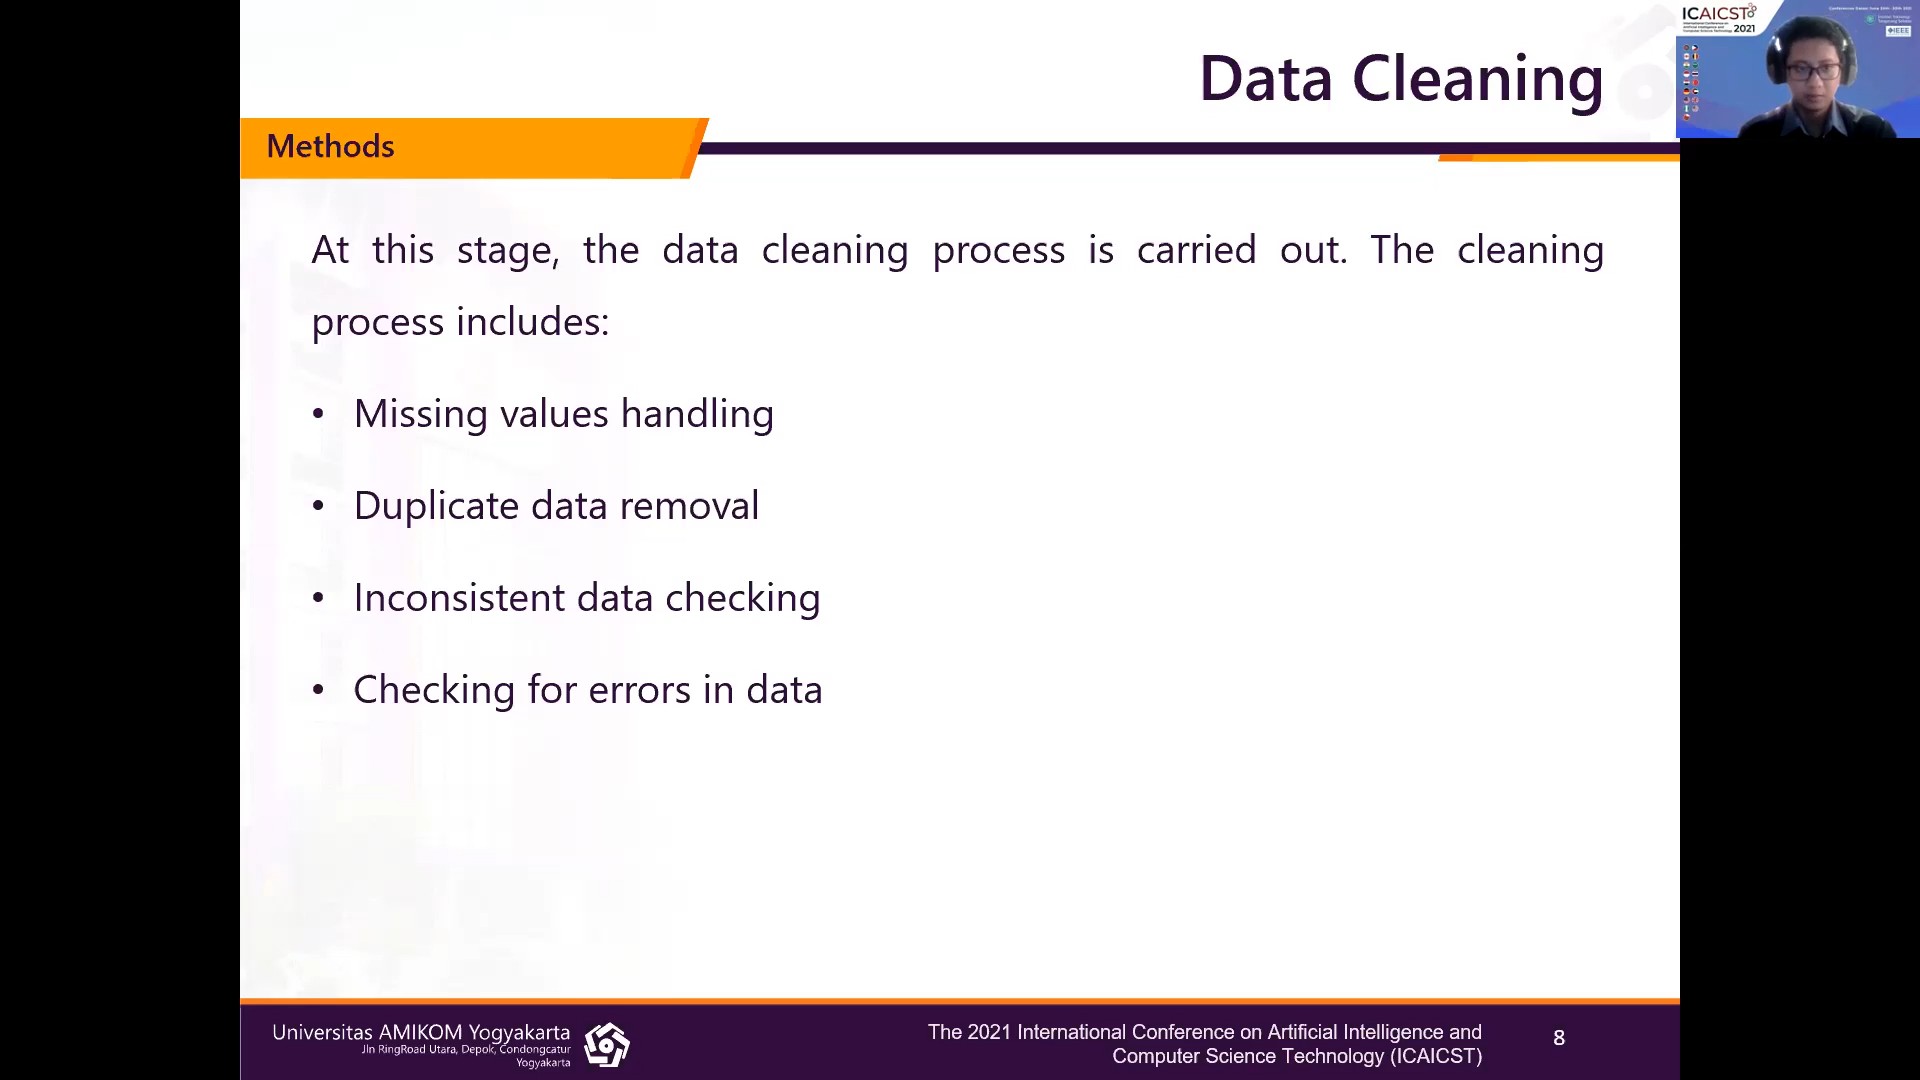 Data Cleaning
Methods
At this stage, the data cleaning process is carried out. The cleaning
process includes:
• Missing values handling
• Duplicate data removal
• Inconsistent data checking
• Checking for errors in data
Universitas AMIKOM Yogyakarta
Jln RingRoad Utara, Depok, Condongcatur
Yogyakarta
The 2021 International Conference on Artificial Intelligence and
Computer Science Technology (ICAICST)
8
ICAICST
2021
IEEE